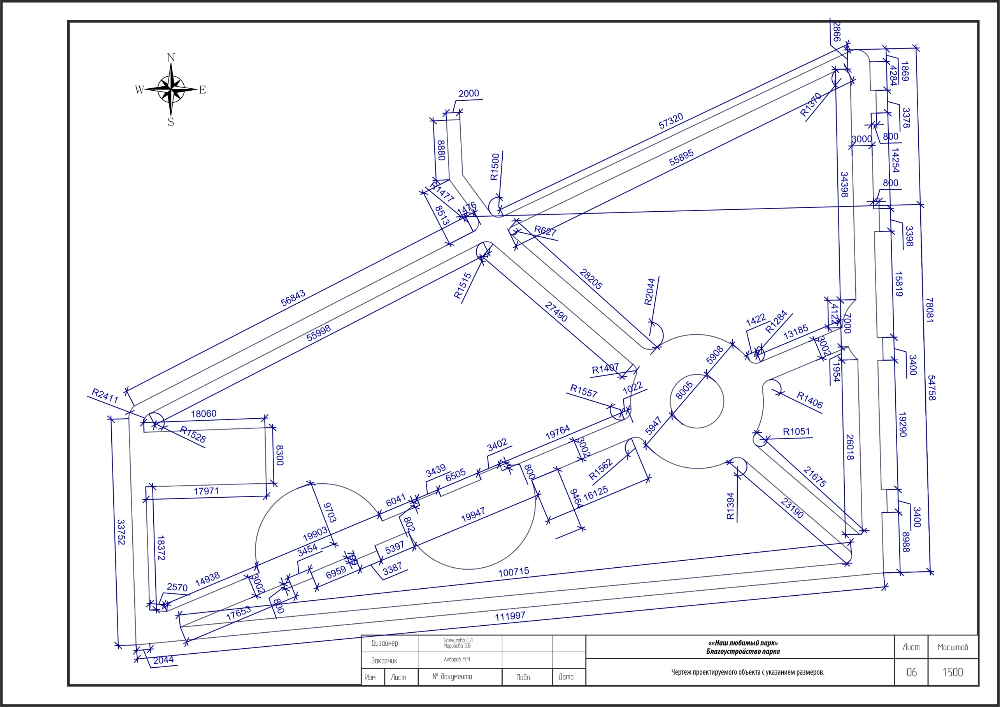 2866
N
W E
S
1869
4284
2000
R1370
3378
57320
800
3000
8880
R1500
14254
55895
34398
800
R1477
1476
8513
R627
3398
28205
R2044
R1515
15819
56843
78081
27490
4122
7000
1422
R1284
13185
55998
3002
5908
3400
R1407
1954
54758
1022
R1557
8005
R2411
R1406
18060
19290
5947
R1528
19764
R1051
3402
3002
26018
8300
3439
6505
800
R1562
21675
17971
16125
9464
6041
R1394
23190
9703
19947
802
3400
33752
19903
18372
3454
5397
8988
799
6959
3387
100715
14938
3002
2570
800
17653
111997
2044
Дизайнер
Балчугова Е.Л
Морозова О.В.
««Наш любимый парк»
Благоустройство парка
Лист Масштаб
Заказчик Алдаров М.М.
Чертеж проектируемого объекта с указанием размеров.
06 1:500
Изм Лист № документа Подп. Дата